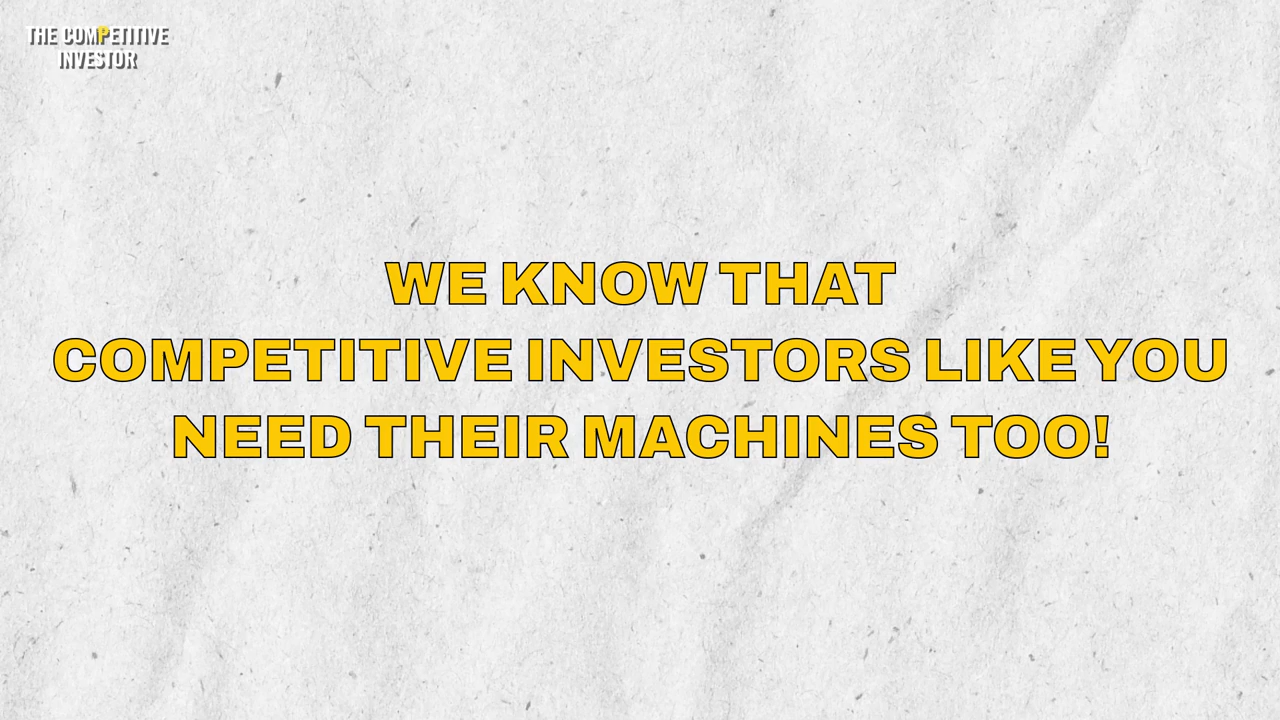 THE COMPETITIVE
INVESTOR
WE KNOW THAT
COMPETITIVE INVESTORS LIKE YOU
NEED THEIR MACHINES TOO!